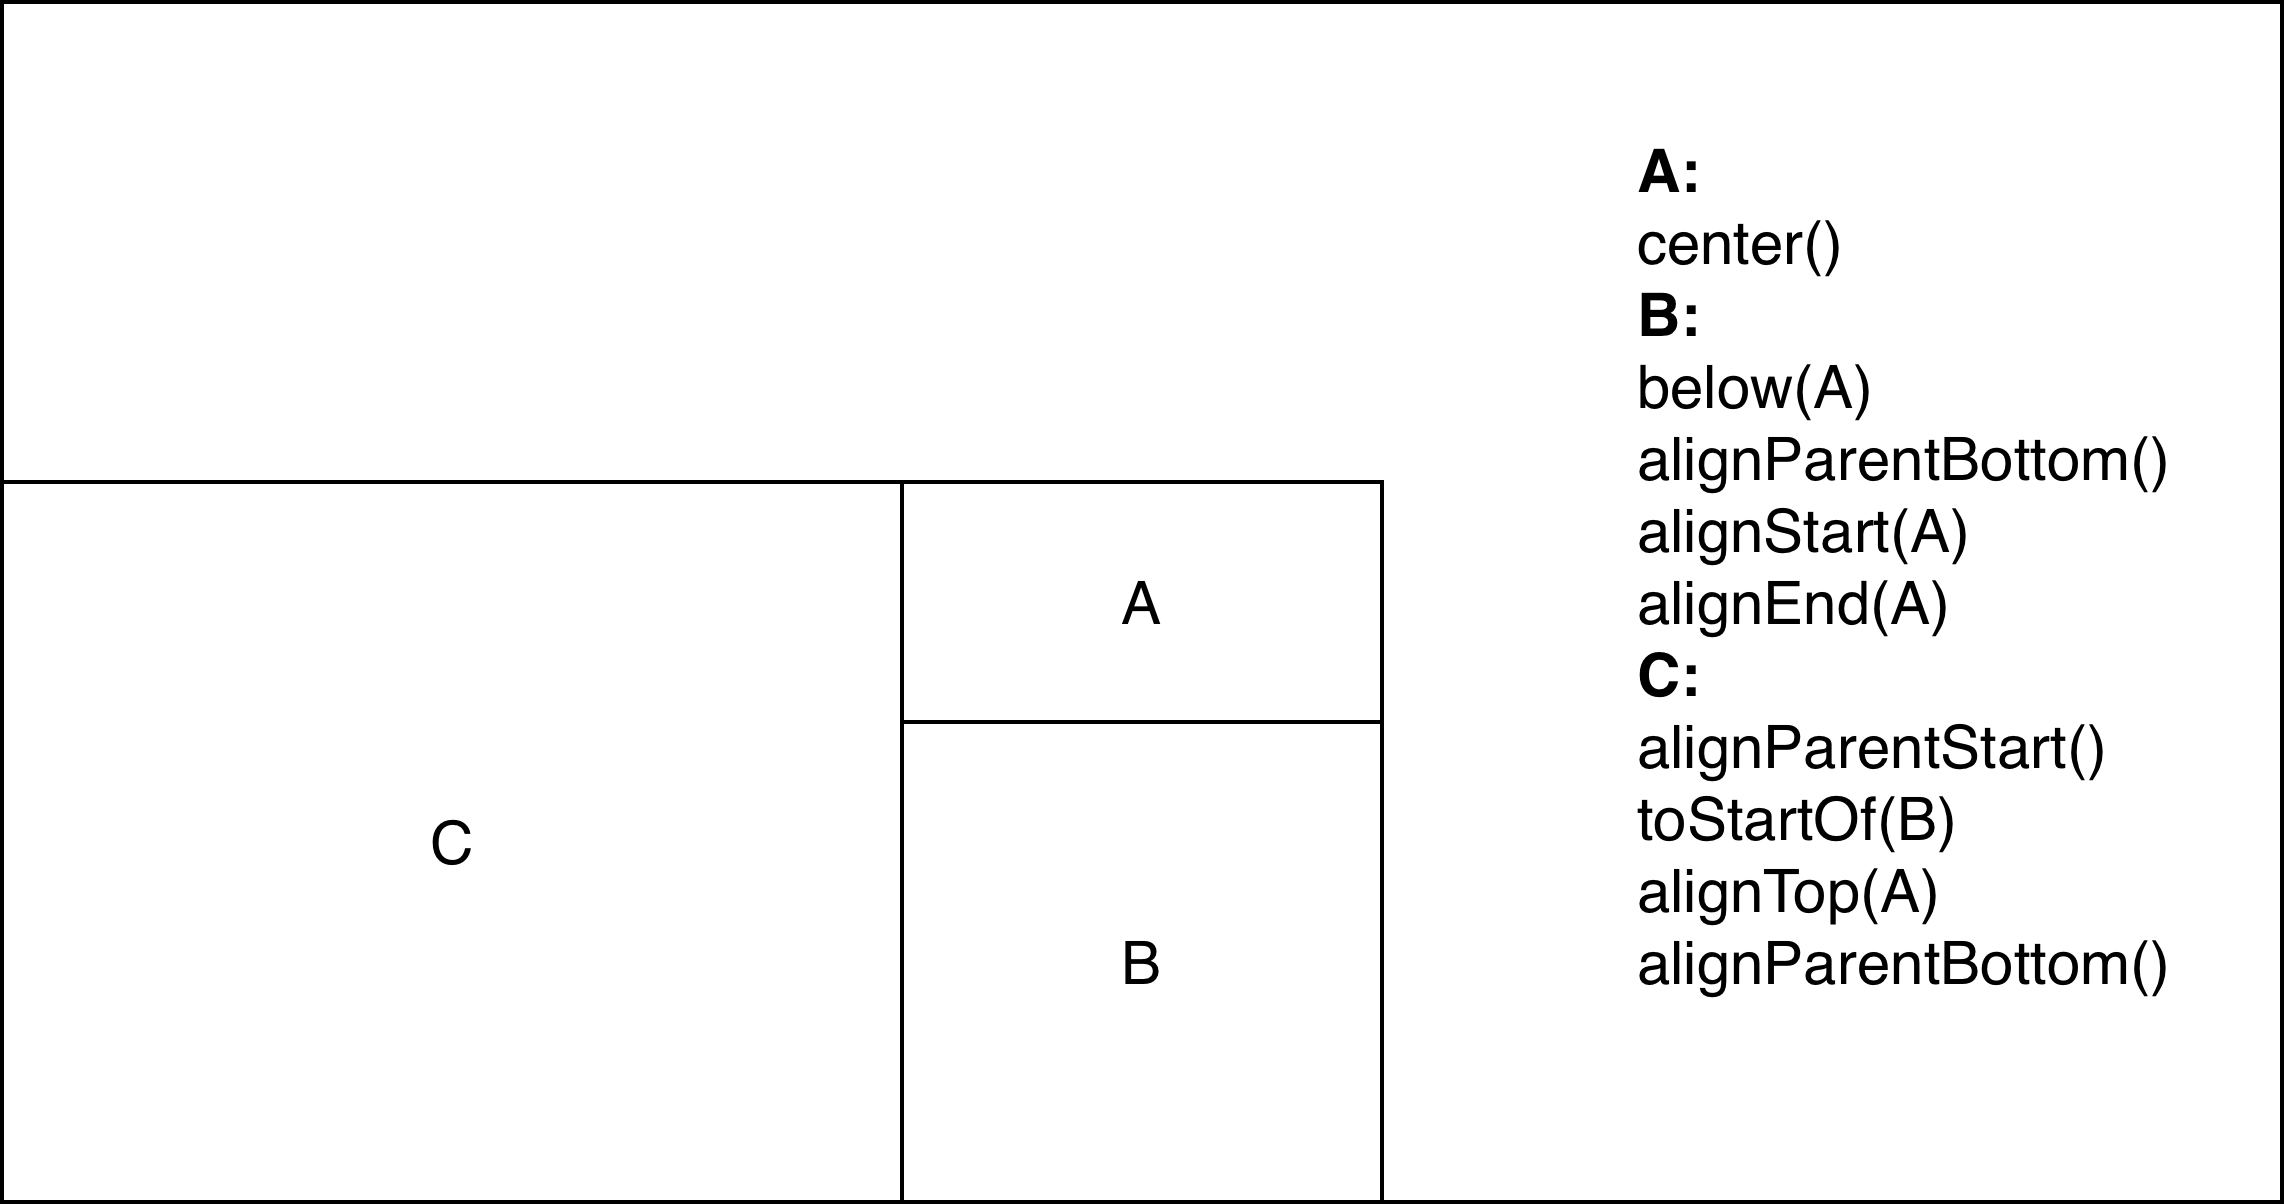 A
B
C
A:
center()
B:
below(A)
alignParentBottom()
alignStart(A)
alignEnd(A)
C:
alignParentStart()
toStartOf(B)
alignTop(A)
alignParentBottom()